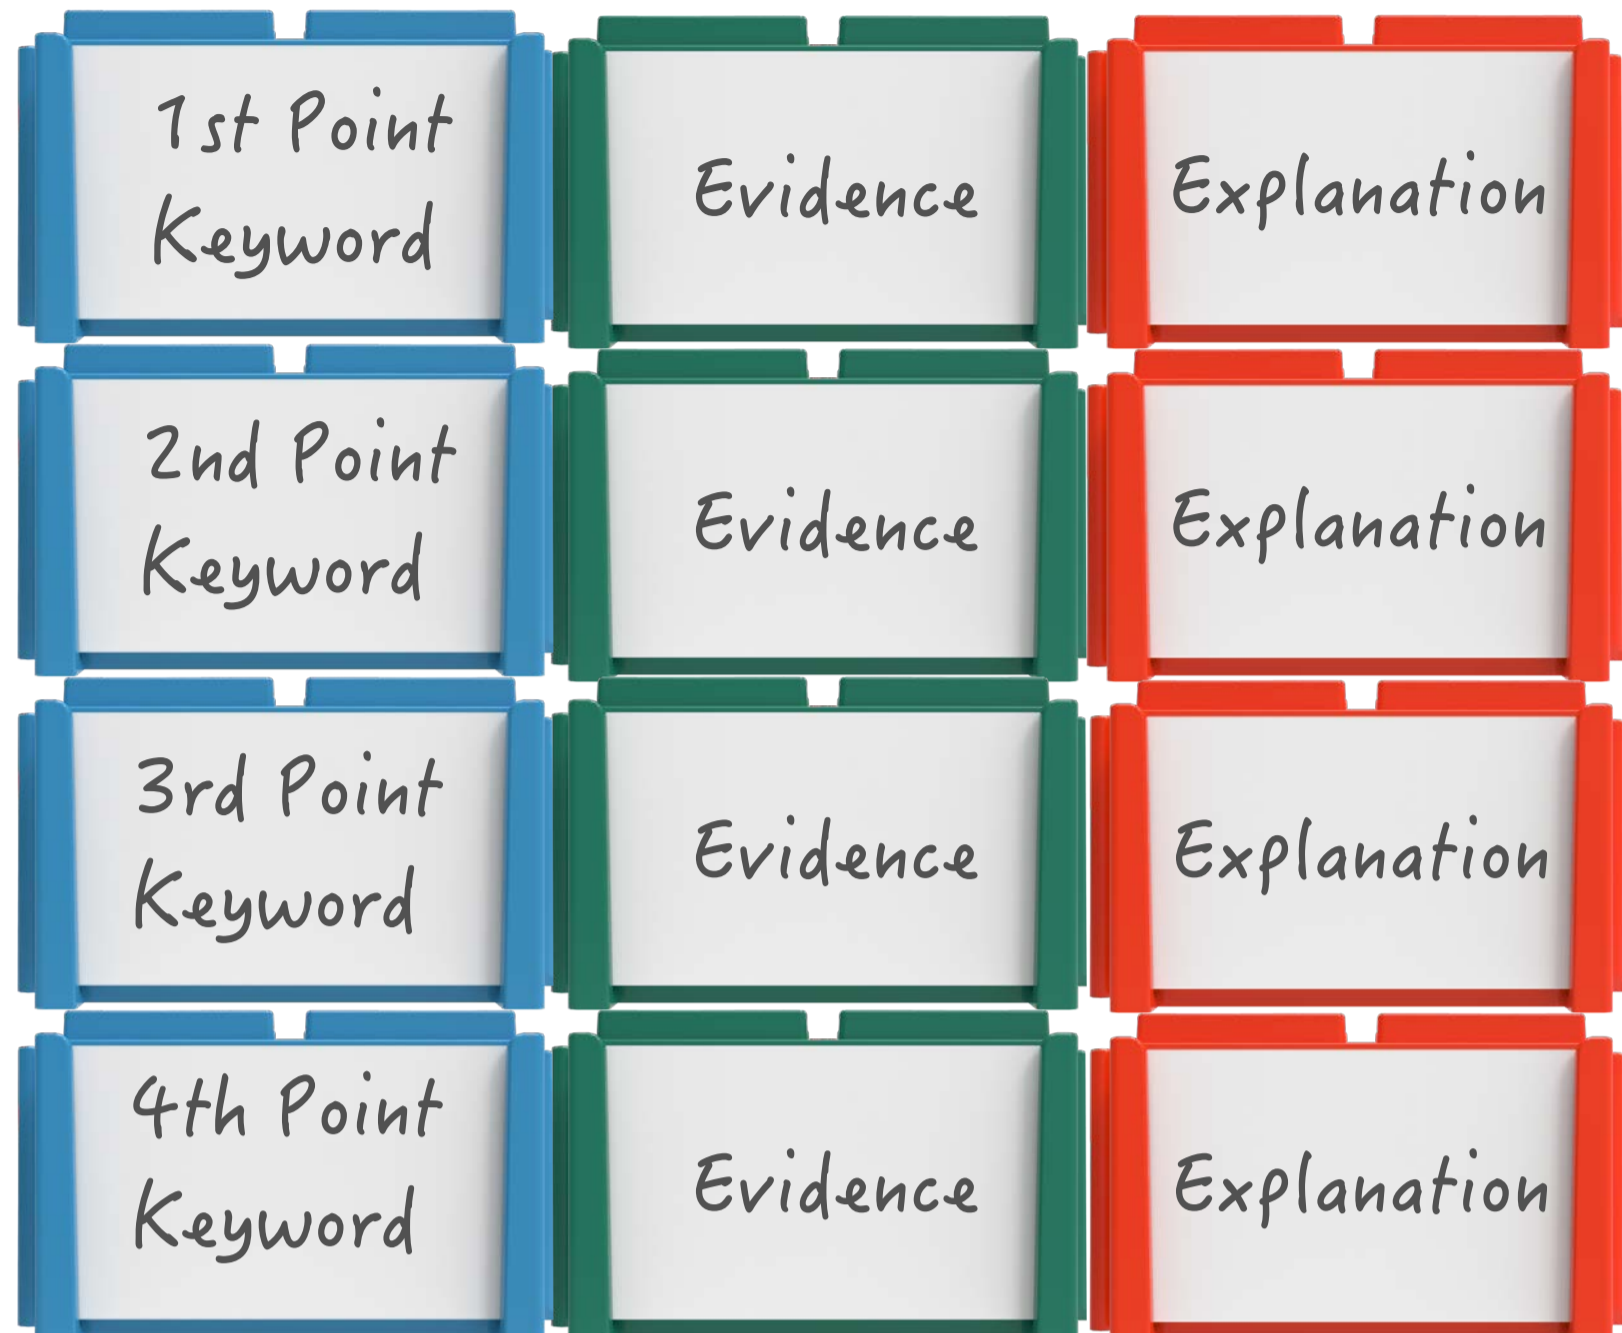 1st Point
Keyword
Evidence
Explanation
2nd Point
Keyword
Evidence
Explanation
3rd Point
Keyword
Evidence
Explanation
4th Point
Keyword
Evidence
Explanation